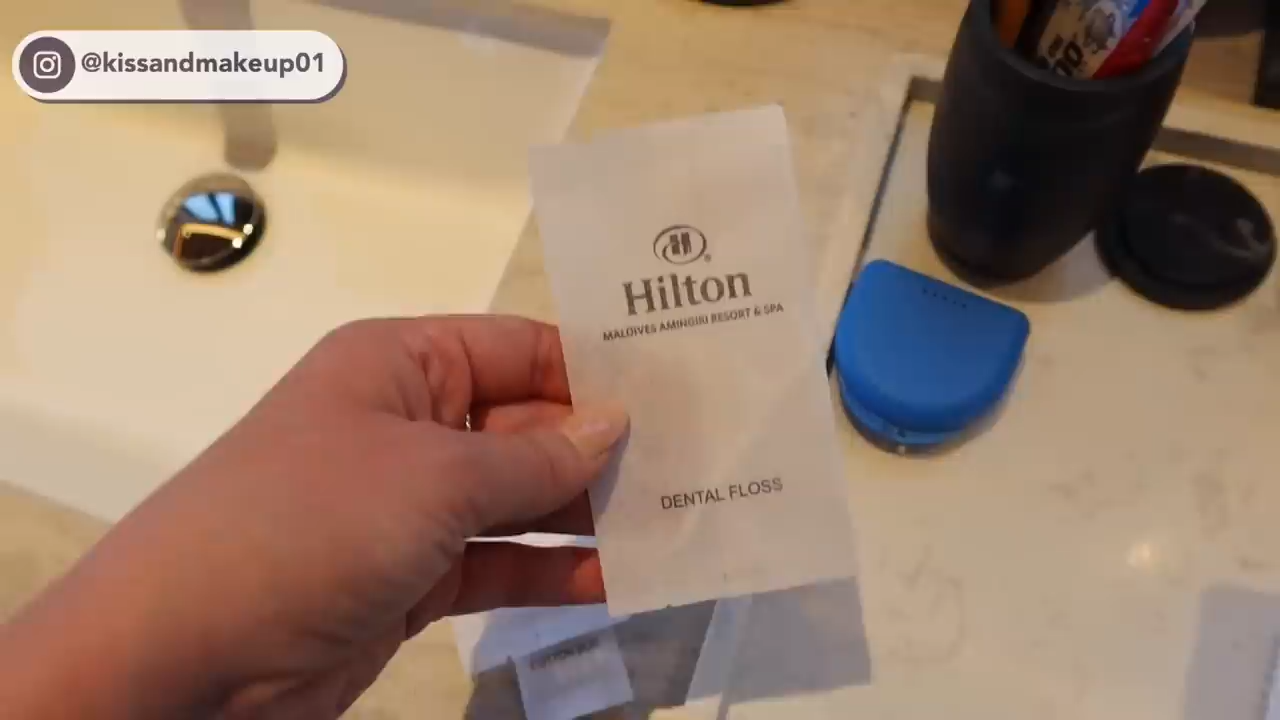 @kissandmakeup01
Hilton
MALDIVES AMINGIRI RESORT & SPA
DENTAL FLOSS